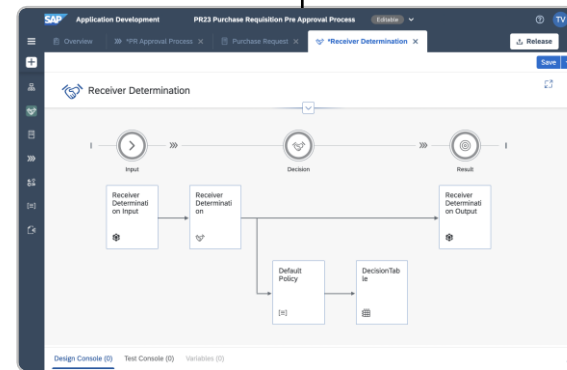 SAP Application Development PR23 Purchase Requisition Pre Approval Process Editable TV
Overview *PR Approval Process Purchase Request *Receiver Determination Release
Save
Receiver Determination
Input Decision Result
Receiver Receiver Receiver
Determinati Determinati Determinati
on Input on on Output
Default DecisionTab
Policy le
Design Console (0) Test Console (0) Variables (0)